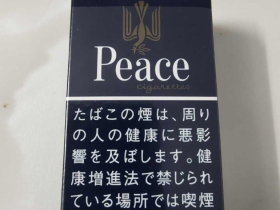 Peace
cigarettes
たばこの煙は、周り
の人の健康に悪影
響を及ぼします。健
康増進法で禁じられ
ている場所では喫煙